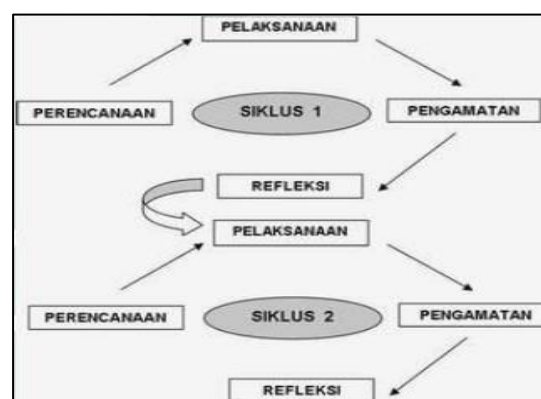 PELAKSANAAN
PERENCANAAN
SIKLUS 1
PENGAMATAN
REFLEKSI
PELAKSANAAN
PERENCANAAN
SIKLUS 2
PENGAMATAN
REFLEKSI